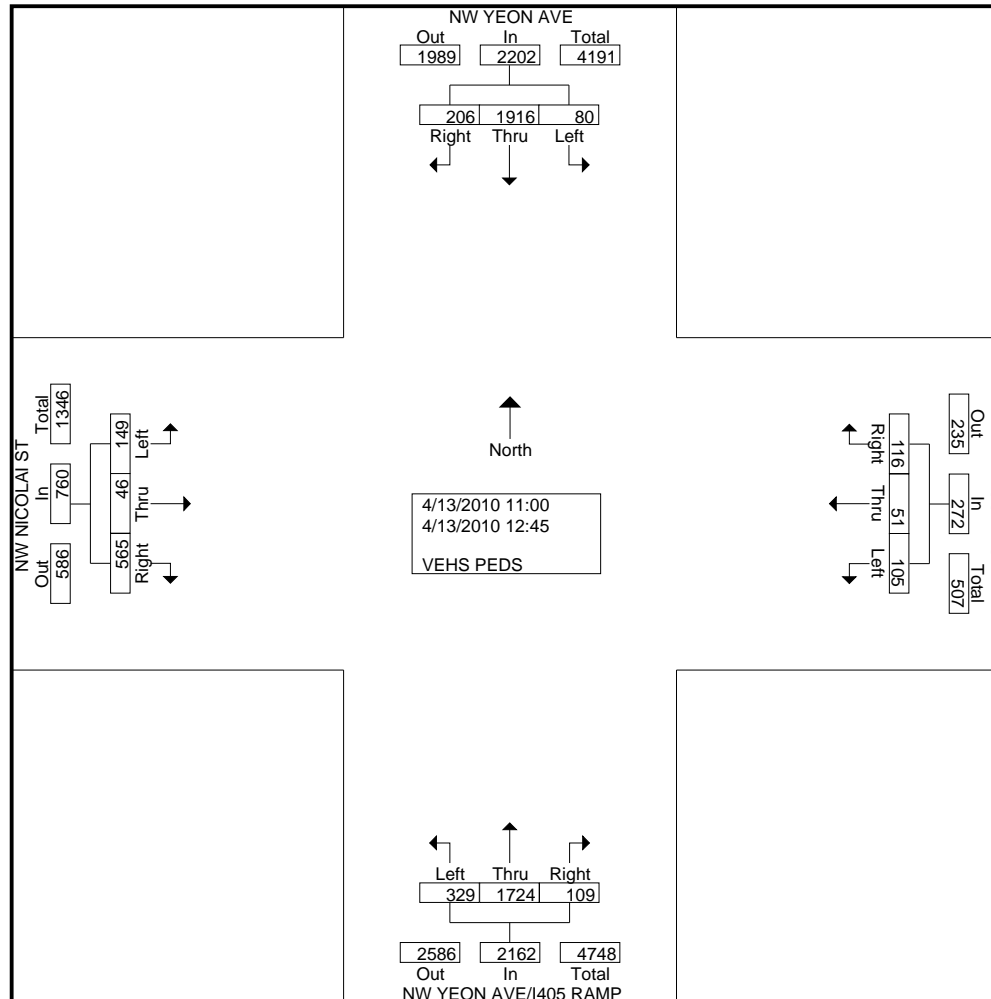 NW YEON AVE
Out In Total
1989 2202 4191
206 1916 80
Right Thru Left
NW NICOLAI ST
Total In Out
1346 760 586
149 46 565
Left Thru Right
North
4/13/2010 11:00
4/13/2010 12:45
VEHS PEDS
Right Thru Left
116 51 105
Out In Total
235 272 507
Left Thru Right
329 1724 109
2586 2162 4748
Out In Total
NW YEON AVE/I405 RAMP